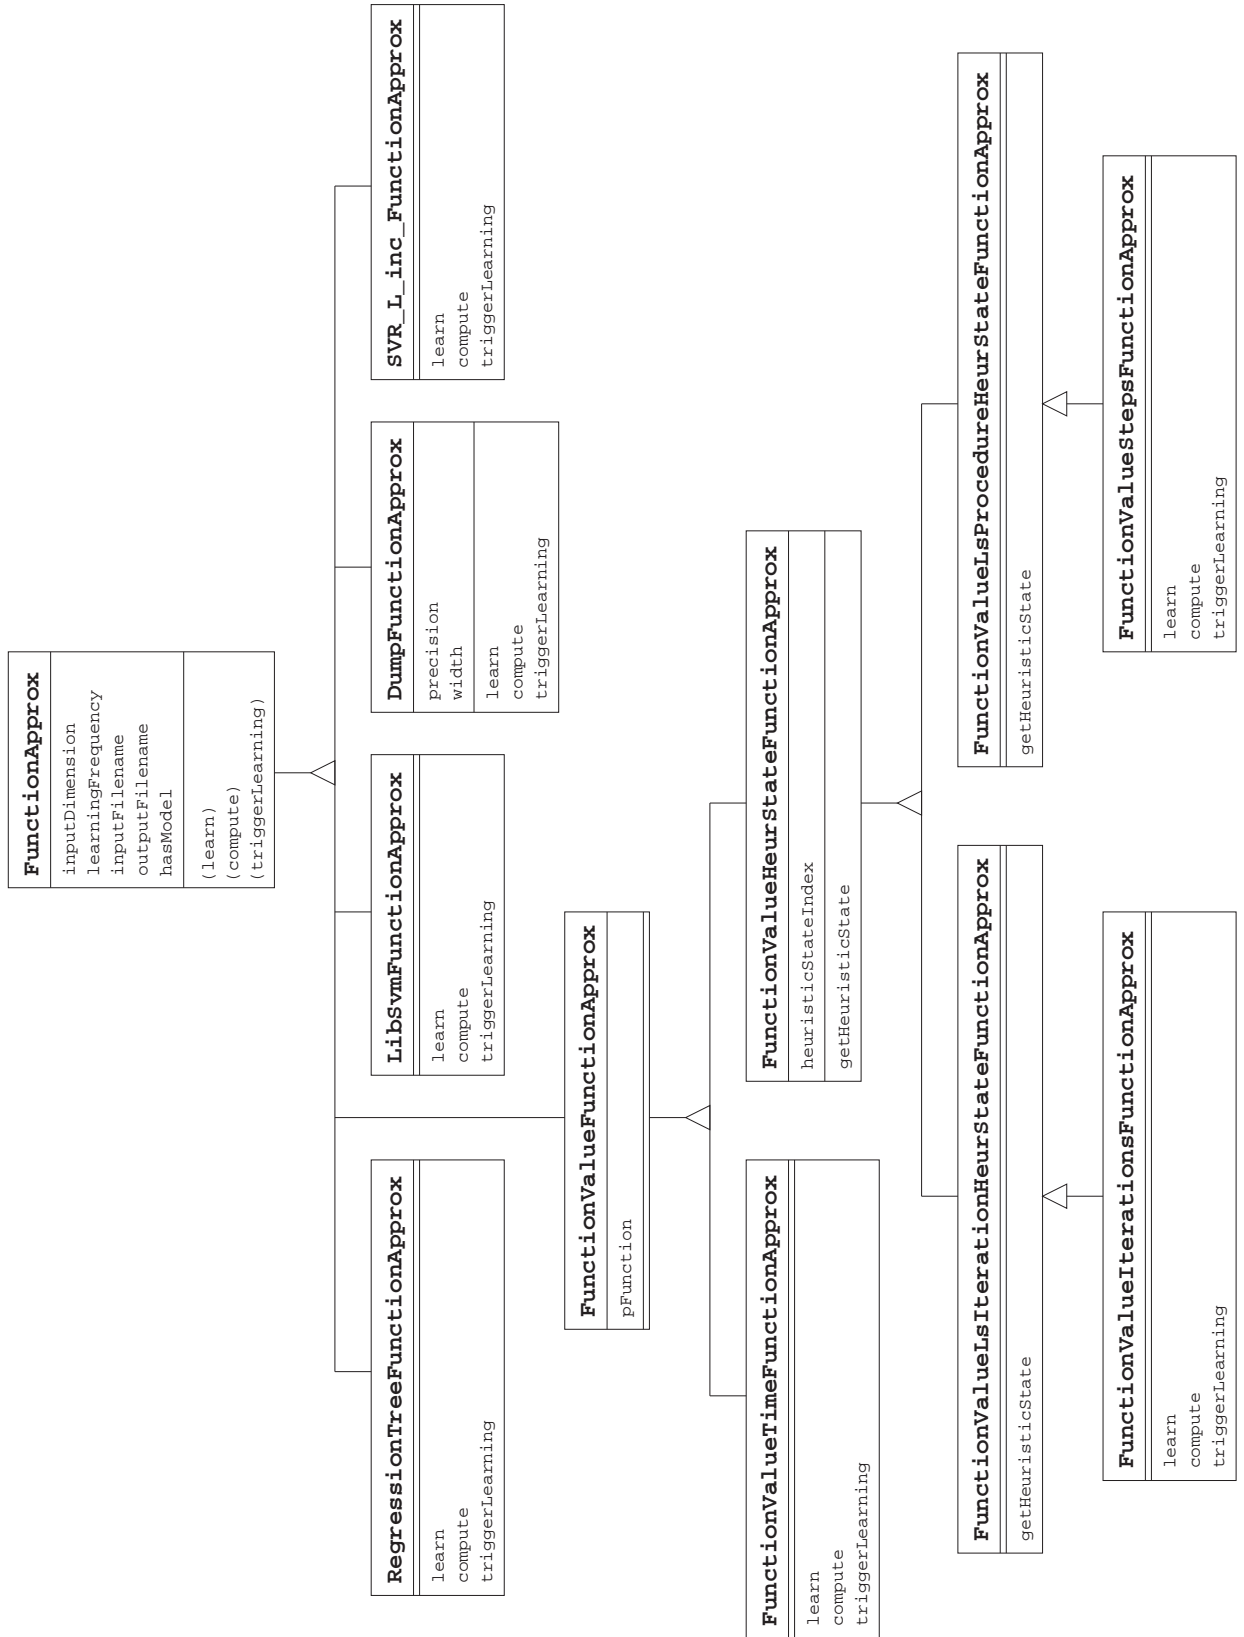 FunctionApprox
inputDimension
learningFrequency
inputFilename
outputFilename
hasModel
(learn)
(compute)
(triggerLearning)
RegressionTreeFunctionApprox
learn
compute
triggerLearning
LibSvmFunctionApprox
learn
compute
triggerLearning
DumpFunctionApprox
precision
width
learn
compute
triggerLearning
SVR_L_inc_FunctionApprox
learn
compute
triggerLearning
FunctionValueFunctionApprox
pFunction
FunctionValueTimeFunctionApprox
learn
compute
triggerLearning
FunctionValueHeurStateFunctionApprox
heuristicStateIndex
getHeuristicState
FunctionValueLsIterationHeurStateFunctionApprox
getHeuristicState
FunctionValueLsProcedureHeurStateFunctionApprox
getHeuristicState
FunctionValueIterationsFunctionApprox
learn
compute
triggerLearning
FunctionValueStepsFunctionApprox
learn
compute
triggerLearning